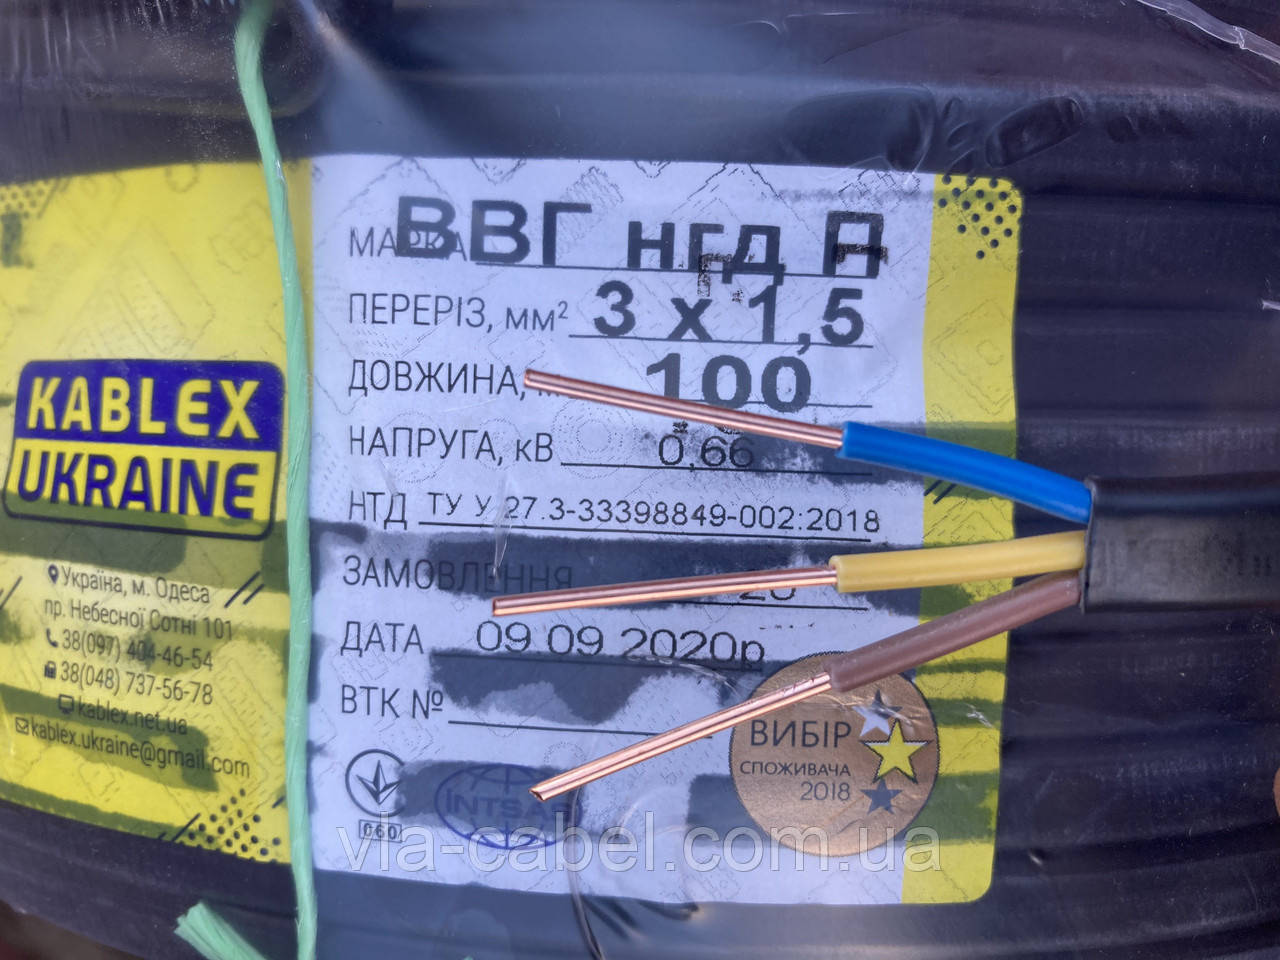 KABLEX
UKRAINE
Україна, м. Одеса
пр. Небесної Сотні 101
38(097) 404-46-54
38(048) 737-56-78
kablex.net.ua
kablex.ukraine@gmail.com
МАРКА ВВГ нгд П
ПЕРЕРІЗ, мм² 3 х 1,5
ДОВЖИНА, 100
НАПРУГА, кВ 0,66
НТД ТУ У 27.3-33398849-002:2018
ЗАМОВЛЕННЯ
ДАТА 09 09 2020р
ВТК №
060
ВИБІР
СПОЖИВАЧА
2018
via-cabel.com.ua